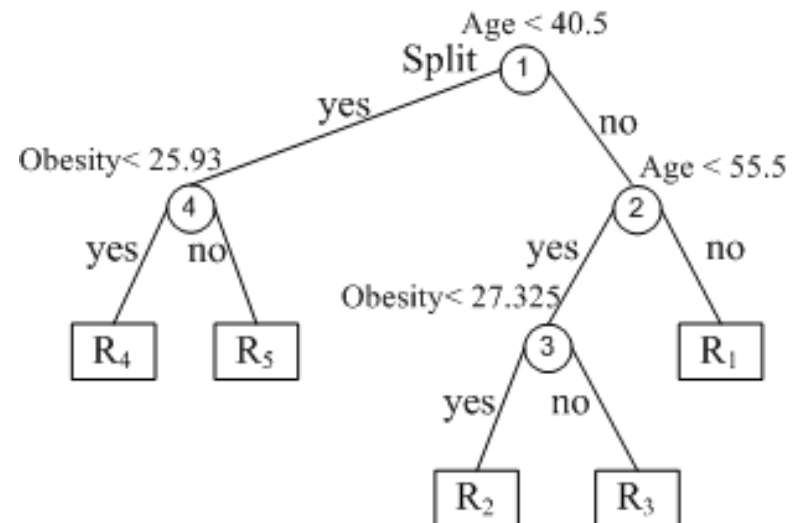 Age < 40.5
Split
1
yes
no
Obesity< 25.93
Age < 55.5
4
2
yes
no
yes
no
Obesity< 27.325
R₄
R₅
3
R₁
yes
no
R₂
R₃